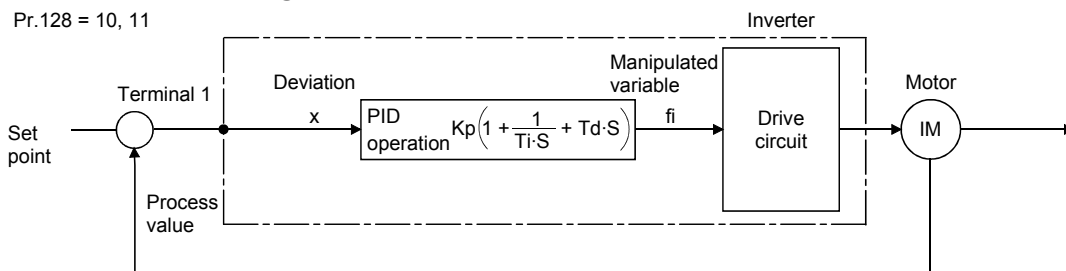 Pr.128 = 10, 11
Inverter
Deviation
Manipulated
variable
Motor
Terminal 1
Set
point
x
PID
operation
Kp(1 + 1/Ti·S + Td·S)
fi
Drive
circuit
IM
Process
value